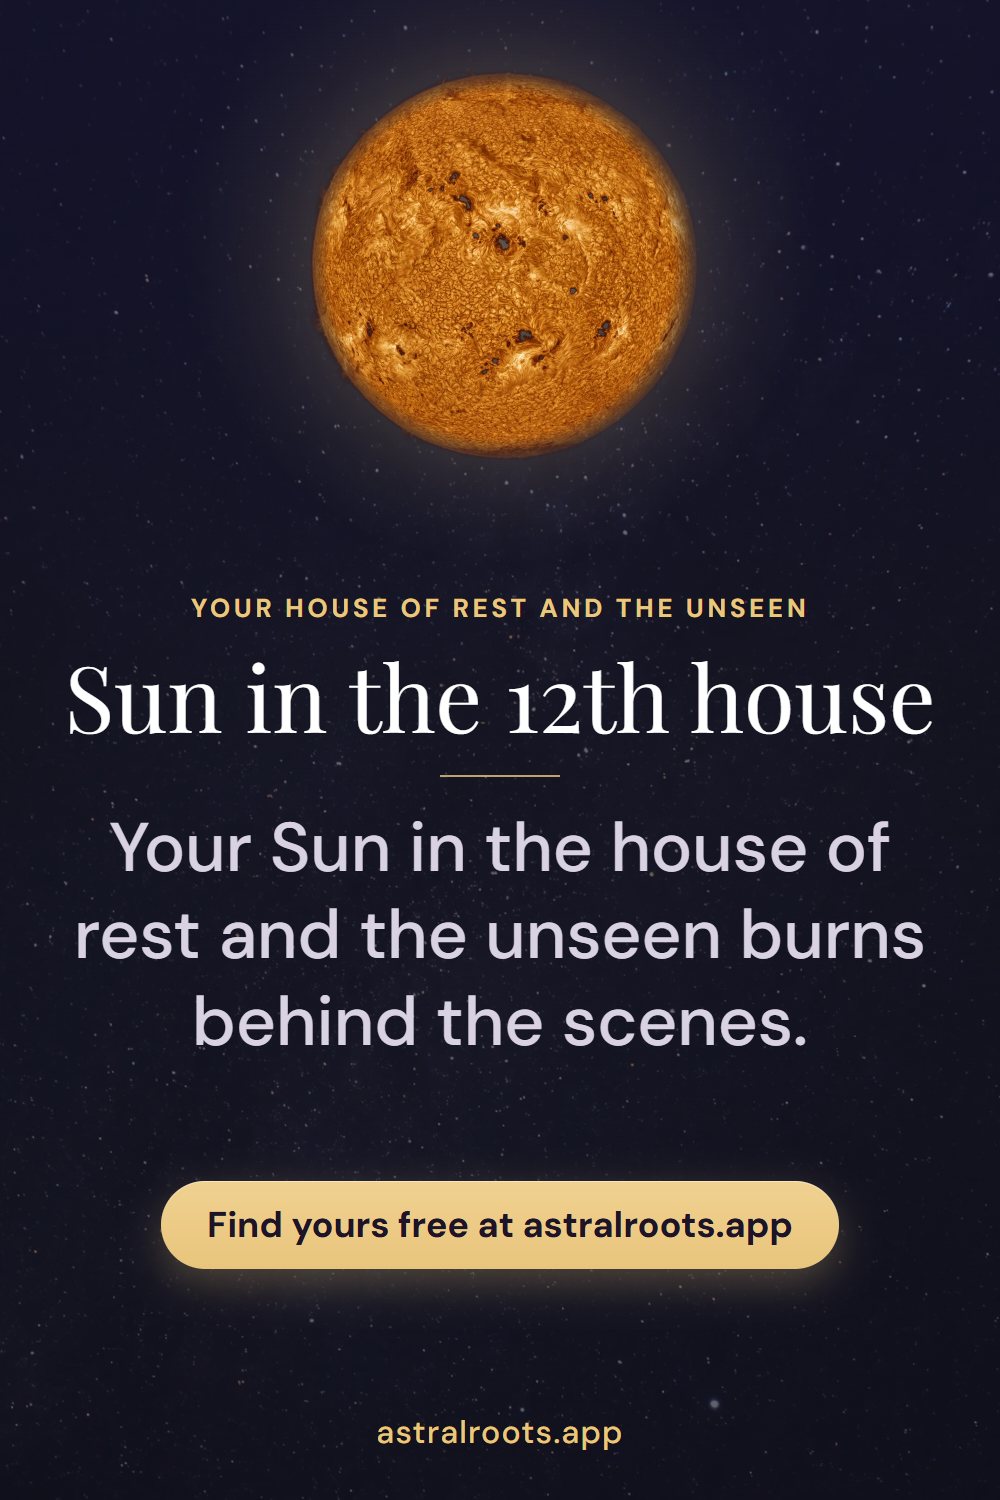 YOUR HOUSE OF REST AND THE UNSEEN
Sun in the 12th house
Your Sun in the house of
rest and the unseen burns
behind the scenes.
Find yours free at astralroots.app
astralroots.app